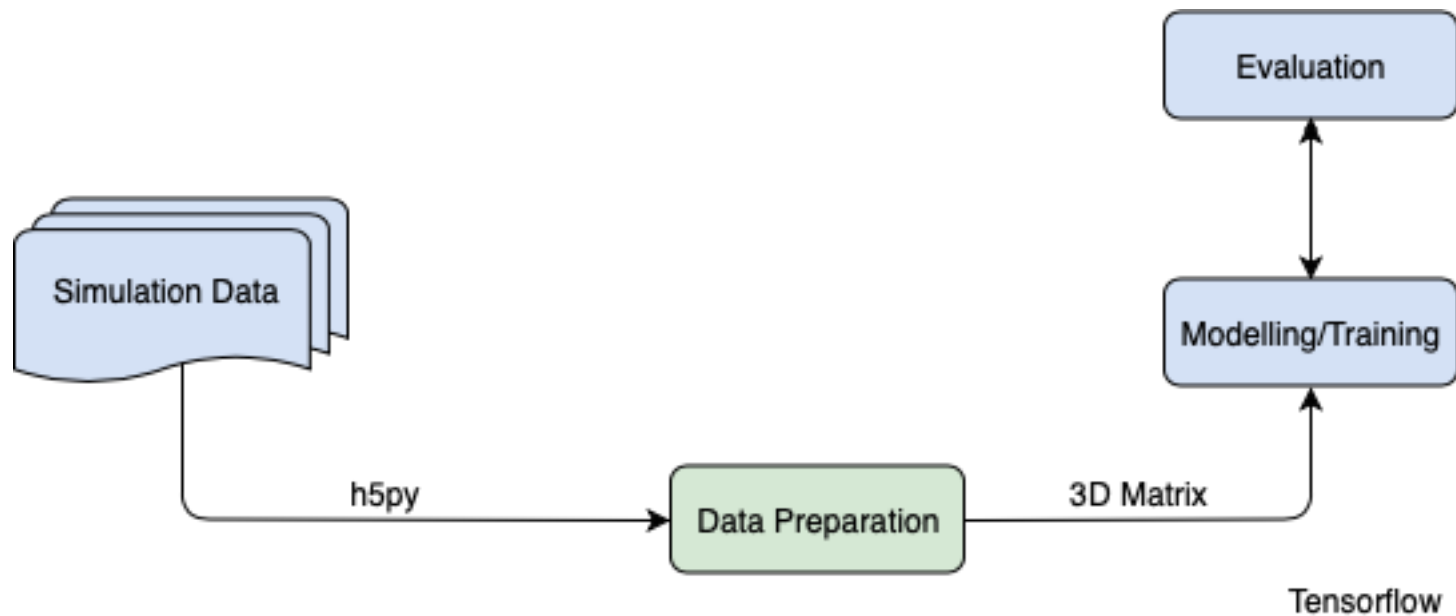 Evaluation
Simulation Data
Modelling/Training
h5py
3D Matrix
Data Preparation
Tensorflow